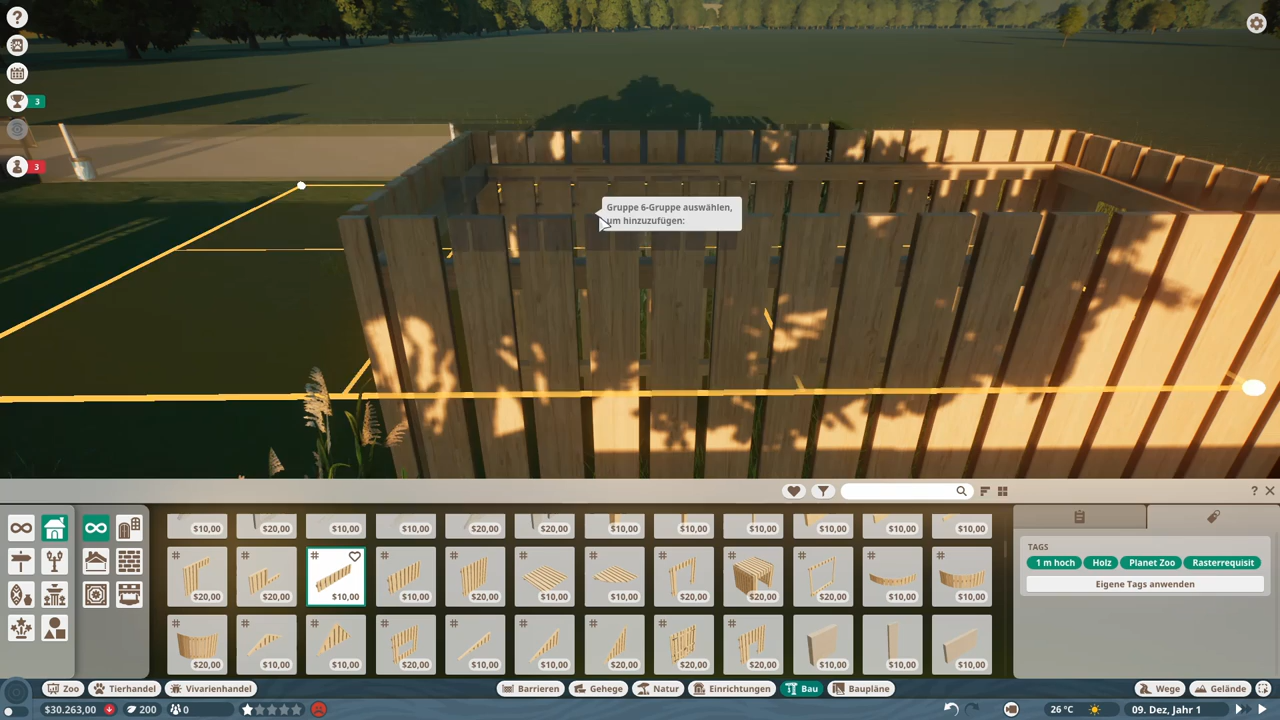 ?
3
3
Gruppe 6-Gruppe auswählen,
um hinzuzufügen:
? ✕
$10,00 $20,00 $10,00 $10,00 $20,00 $20,00 $10,00 $10,00 $10,00 $10,00 $10,00 $10,00
# # # # # # # # # # # #
$20,00 $20,00 $10,00 $10,00 $20,00 $10,00 $10,00 $20,00 $20,00 $20,00 $10,00 $10,00
# # # # # # # # #
$20,00 $10,00 $10,00 $20,00 $10,00 $10,00 $20,00 $20,00 $20,00 $10,00 $10,00 $10,00
TAGS
1 m hoch Holz Planet Zoo Rasterrequisit
Eigene Tags anwenden
Zoo Tierhandel Vivarienhandel Barrieren Gehege Natur Einrichtungen Bau Baupläne Wege Gelände
$30.263,00 200 0 26 °C 09. Dez, Jahr 1